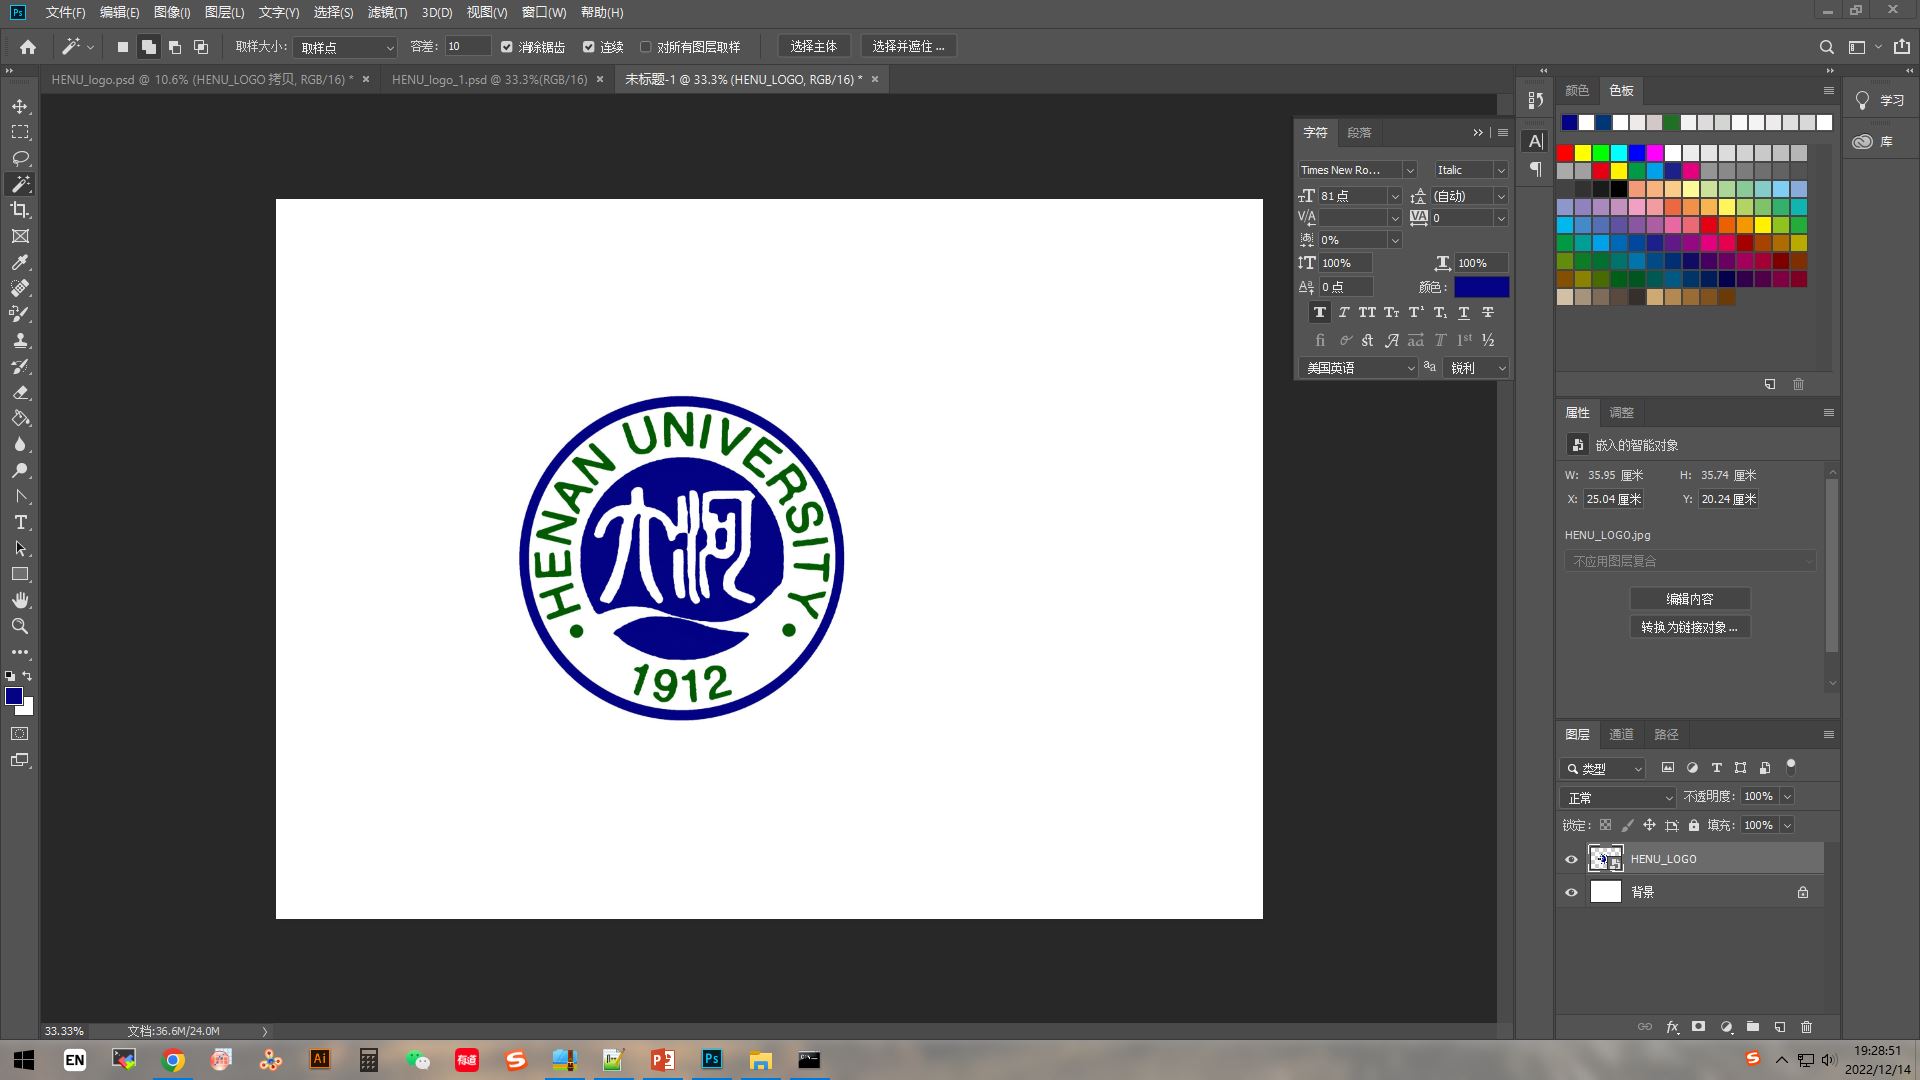 Ps 文件(F) 编辑(E) 图像(I) 图层(L) 文字(Y) 选择(S) 滤镜(T) 3D(D) 视图(V) 窗口(W) 帮助(H)
取样大小: 取样点 容差: 10 消除锯齿 连续 对所有图层取样 选择主体 选择并遮住 ...
HENU_logo.psd @ 10.6% (HENU_LOGO 拷贝, RGB/16) * × HENU_logo_1.psd @ 33.3%(RGB/16) × 未标题-1 @ 33.3% (HENU_LOGO, RGB/16) * ×
字符 段落
Times New Ro... Italic
81 点 (自动)
0
0%
100% 100%
0 点 颜色:
美国英语 aa 锐利
颜色 色板
学习
库
属性 调整
嵌入的智能对象
W: 35.95 厘米 H: 35.74 厘米
X: 25.04 厘米 Y: 20.24 厘米
HENU_LOGO.jpg
不应用图层复合
编辑内容
转换为链接对象...
图层 通道 路径
类型
正常 不透明度: 100%
锁定: 填充: 100%
HENU_LOGO
背景
HENAN UNIVERSITY
1912
33.33% 文档:36.6M/24.0M
EN Ai 有道 S P Ps
19:28:51
2022/12/14